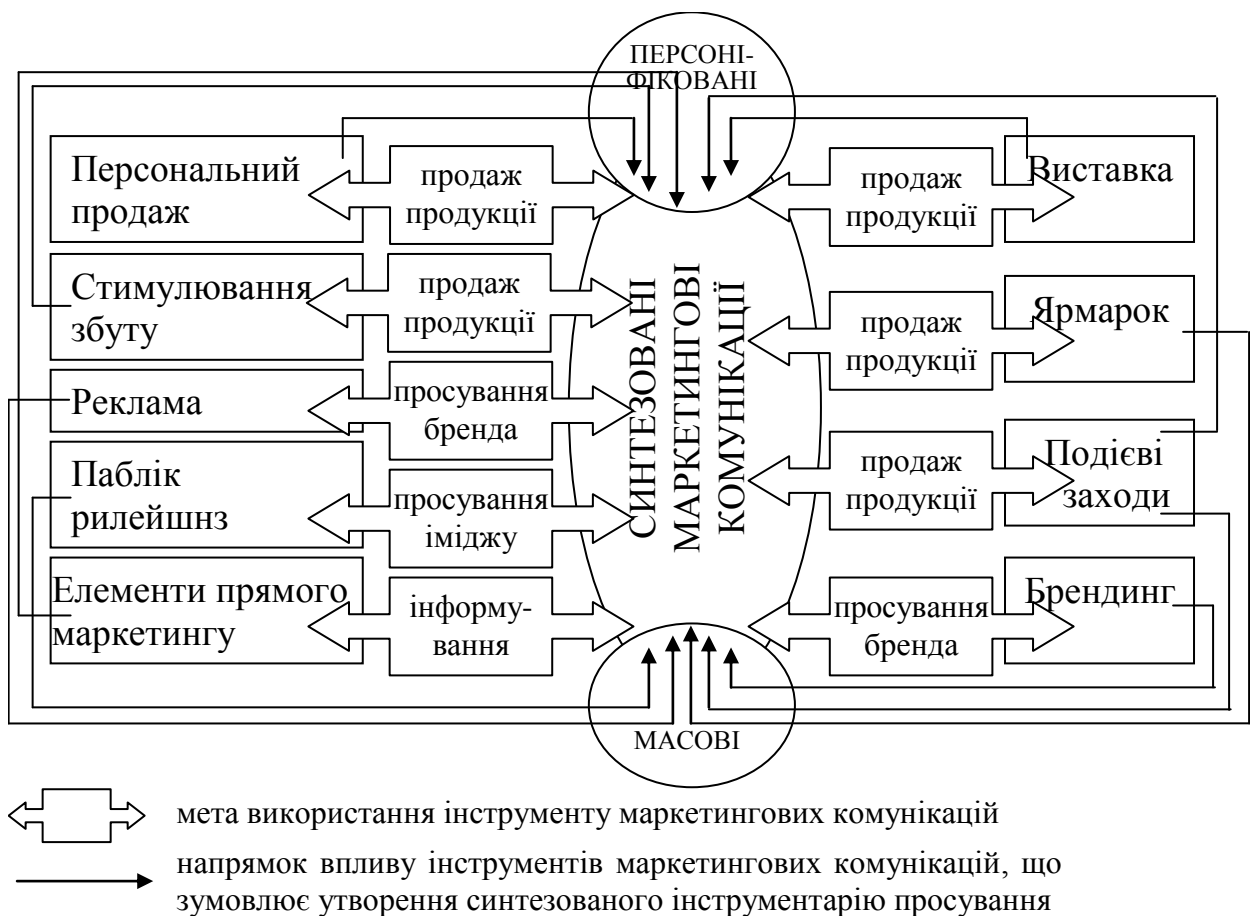 ПЕРСОНІ-
ФІКОВАНІ
Персональний
продаж
продаж
продукції
Стимулювання
збуту
продаж
продукції
Реклама
просування
бренда
Паблік
рилейшнз
просування
іміджу
Елементи прямого
маркетингу
інформу-
вання
СИНТЕЗОВАНІ
МАРКЕТИНГОВІ
КОМУНІКАЦІЇ
продаж
продукції
Виставка
продаж
продукції
Ярмарок
продаж
продукції
Подієві
заходи
просування
бренда
Брендинг
МАСОВІ
мета використання інструменту маркетингових комунікацій
напрямок впливу інструментів маркетингових комунікацій, що
зумовлює утворення синтезованого інструментарію просування